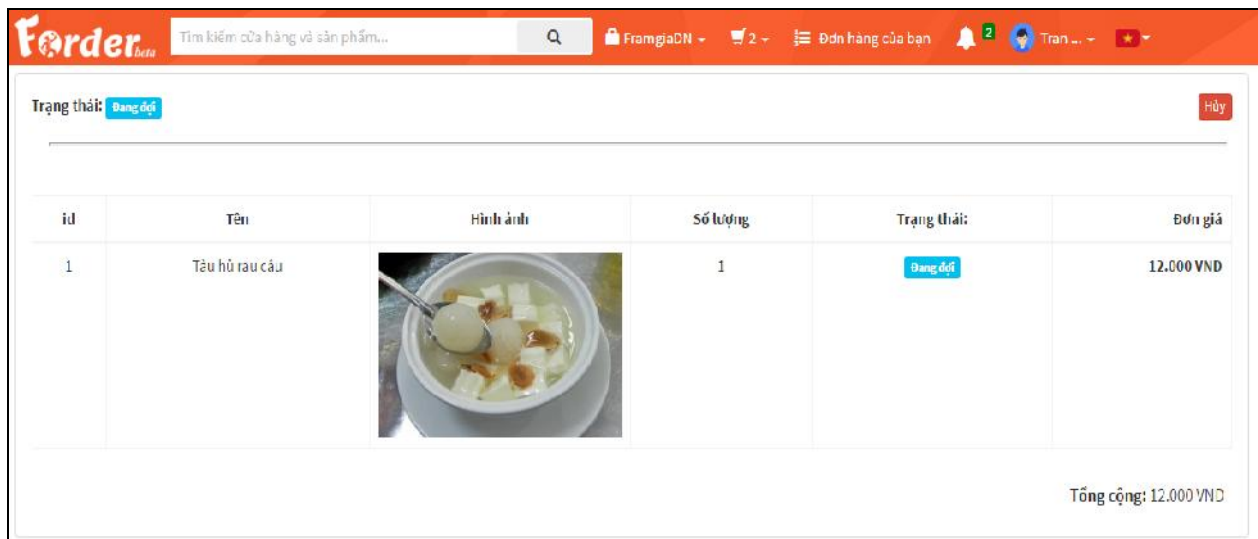 Forder beta
Tìm kiếm cửa hàng và sản phẩm...
FramgiaDN
2
Đơn hàng của bạn
2
Tran ...
Trạng thái: Đang đợi
Hủy
id Tên Hình ảnh Số lượng Trạng thái: Đơn giá
1 Tàu hủ rau câu 1 Đang đợi 12.000 VND
Tổng cộng: 12.000 VND